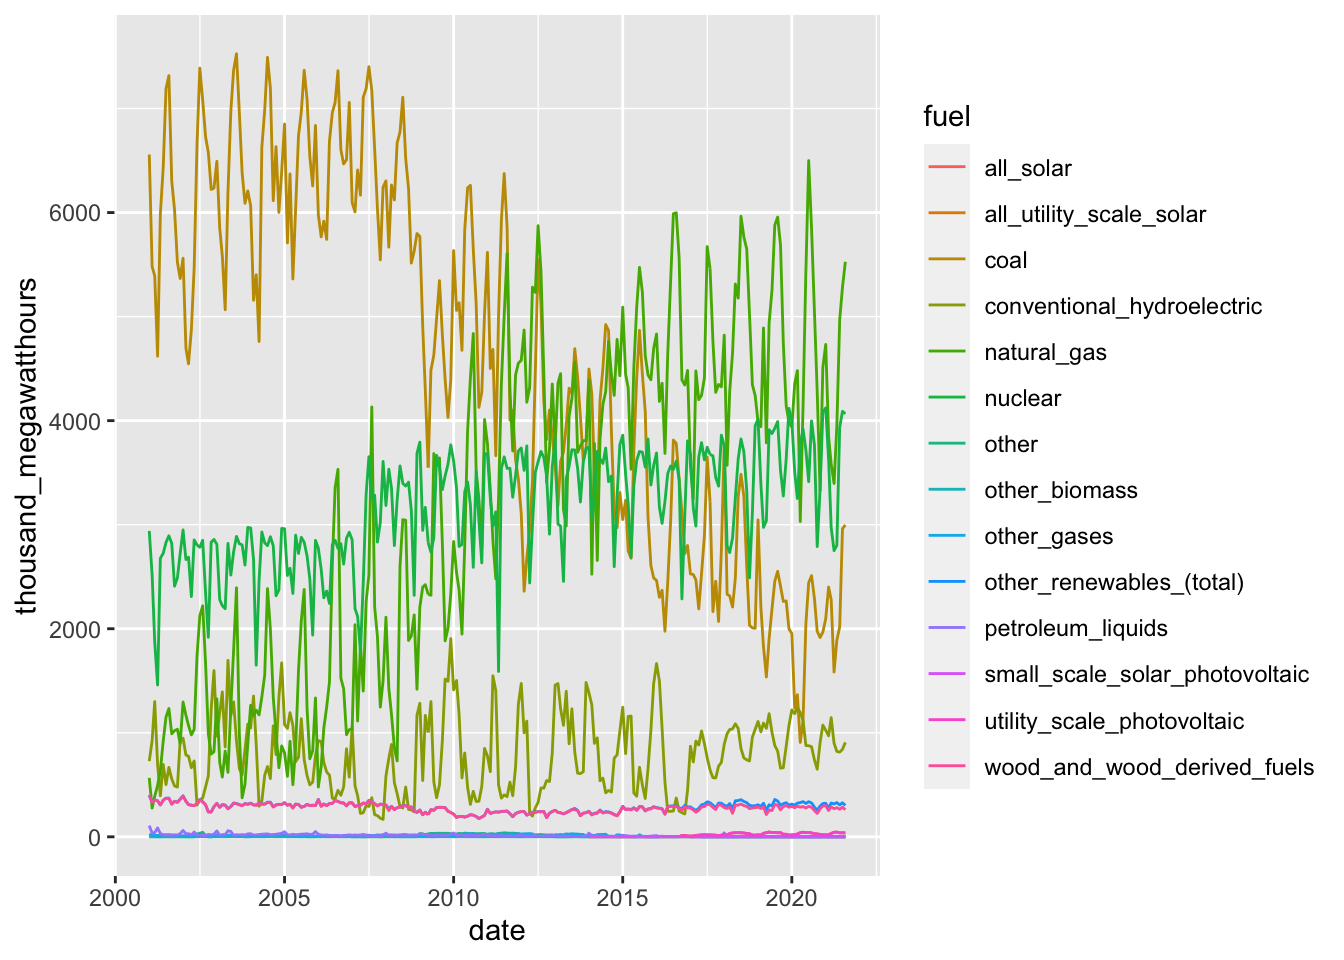 thousand_megawatthours
6000
4000
2000
0
2000
2005
2010
2015
2020
date
fuel
all_solar
all_utility_scale_solar
coal
conventional_hydroelectric
natural_gas
nuclear
other
other_biomass
other_gases
other_renewables_(total)
petroleum_liquids
small_scale_solar_photovoltaic
utility_scale_photovoltaic
wood_and_wood_derived_fuels